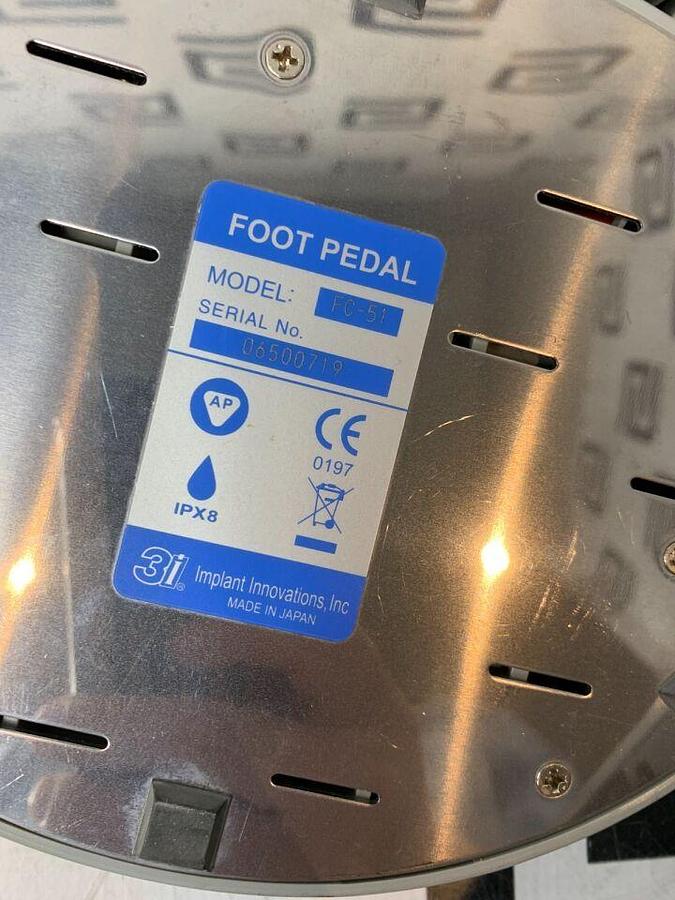 FOOT PEDAL
MODEL: FC-51
SERIAL No.
06500719
AP
CE
0197
IPX8
3i Implant Innovations, Inc
MADE IN JAPAN